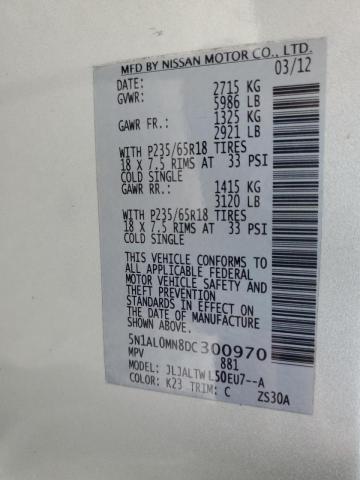 MFD BY NISSAN MOTOR CO., LTD.
03/12
DATE:
GVWR: 2715 KG
5986 LB
GAWR FR.: 1325 KG
2921 LB
WITH P235/65R18 TIRES
18 X 7.5 RIMS AT 33 PSI
COLD SINGLE
GAWR RR.: 1415 KG
3120 LB
WITH P235/65R18 TIRES
18 X 7.5 RIMS AT 33 PSI
COLD SINGLE
THIS VEHICLE CONFORMS TO
ALL APPLICABLE FEDERAL
MOTOR VEHICLE SAFETY AND
THEFT PREVENTION
STANDARDS IN EFFECT ON
THE DATE OF MANUFACTURE
SHOWN ABOVE.
5N1AL0MN8DC300970
MPV 881
MODEL: JLJALTWL50EU7--A
COLOR: K23 TRIM: C ZS30A